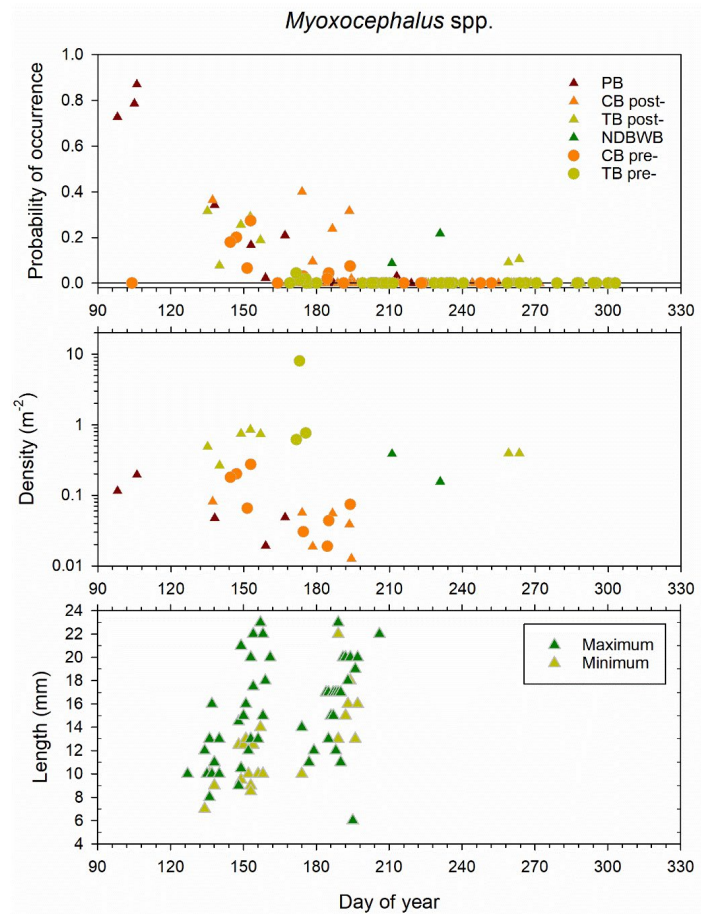 Myoxocephalus spp.
1.0
0.8
0.6
0.4
0.2
0.0
Probability of occurrence
PB
CB post-
TB post-
NDBWB
CB pre-
TB pre-
90 120 150 180 210 240 270 300 330
10
1
0.1
0.01
Density (m-2)
90 120 150 180 210 240 270 300 330
24
22
20
18
16
14
12
10
8
6
4
Length (mm)
Maximum
Minimum
90 120 150 180 210 240 270 300 330
Day of year